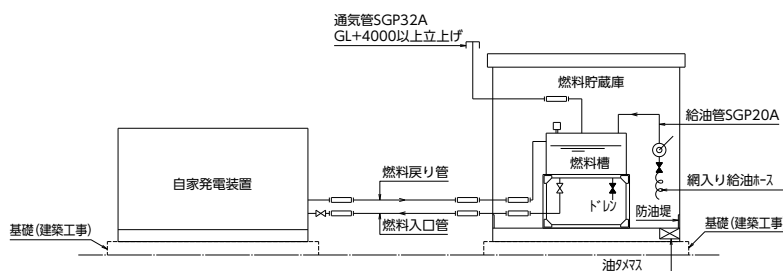 通気管SGP32A
GL+4000以上立上げ
燃料貯蔵庫
給油管SGP20A
自家発電装置
燃料戻り管
燃料槽
網入り給油ﾎｰｽ
ﾄﾞﾚﾝ
防油堤
基礎(建築工事)
燃料入口管
基礎(建築工事
油ﾀﾒﾏｽ